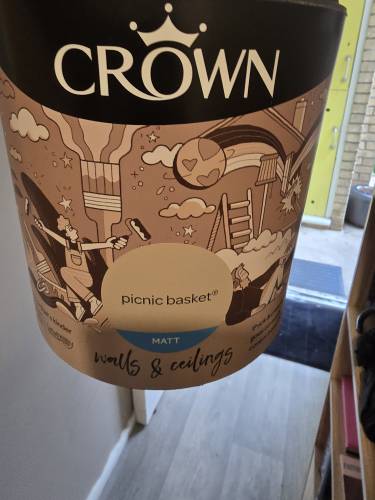 CROWN
picnic basket®
MATT
walls & ceilings